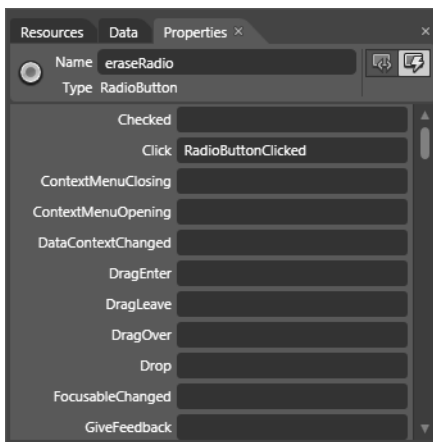 Resources Data Properties ×
Name eraseRadio
Type RadioButton
Checked
Click RadioButtonClicked
ContextMenuClosing
ContextMenuOpening
DataContextChanged
DragEnter
DragLeave
DragOver
Drop
FocusableChanged
GiveFeedback